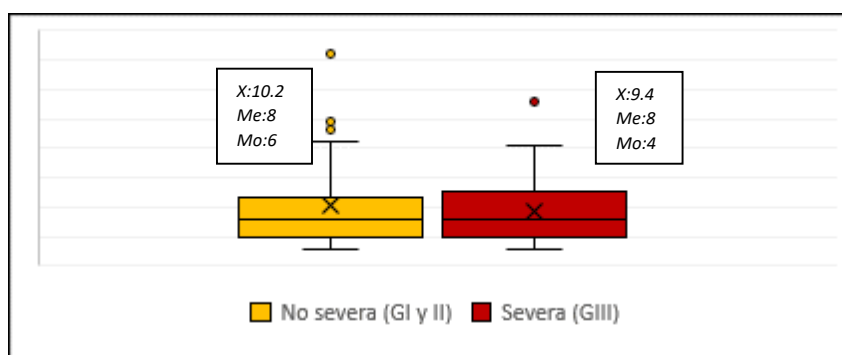 X:10.2
Me:8
Mo:6
X:9.4
Me:8
Mo:4
No severa (GI y II)
Severa (GIII)